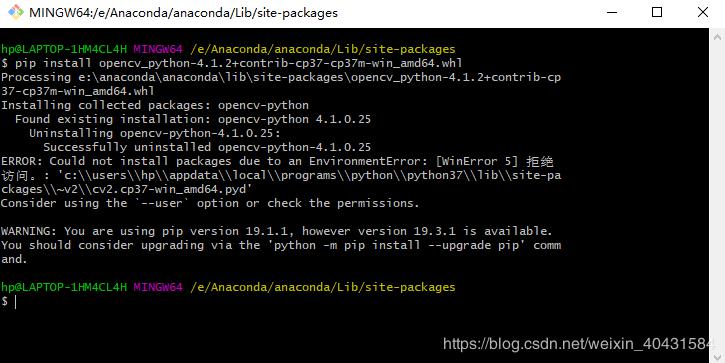 MINGW64:/e/Anaconda/anaconda/Lib/site-packages
hp@LAPTOP-1HM4CL4H MINGW64 /e/Anaconda/anaconda/Lib/site-packages
$ pip install opencv_python-4.1.2+contrib-cp37-cp37m-win_amd64.whl
Processing e:\anaconda\anaconda\lib\site-packages\opencv_python-4.1.2+contrib-cp
37-cp37m-win_amd64.whl
Installing collected packages: opencv-python
  Found existing installation: opencv-python 4.1.0.25
    Uninstalling opencv-python-4.1.0.25:
      Successfully uninstalled opencv-python-4.1.0.25
ERROR: Could not install packages due to an EnvironmentError: [WinError 5] 拒绝
访问。: 'c:\\users\\hp\\appdata\\local\\programs\\python\\python37\\lib\\site-pa
ckages\\~v2\\cv2.cp37-win_amd64.pyd'
Consider using the `--user` option or check the permissions.
WARNING: You are using pip version 19.1.1, however version 19.3.1 is available.
You should consider upgrading via the 'python -m pip install --upgrade pip' comm
and.
hp@LAPTOP-1HM4CL4H MINGW64 /e/Anaconda/anaconda/Lib/site-packages
$
https://blog.csdn.net/weixin_40431584